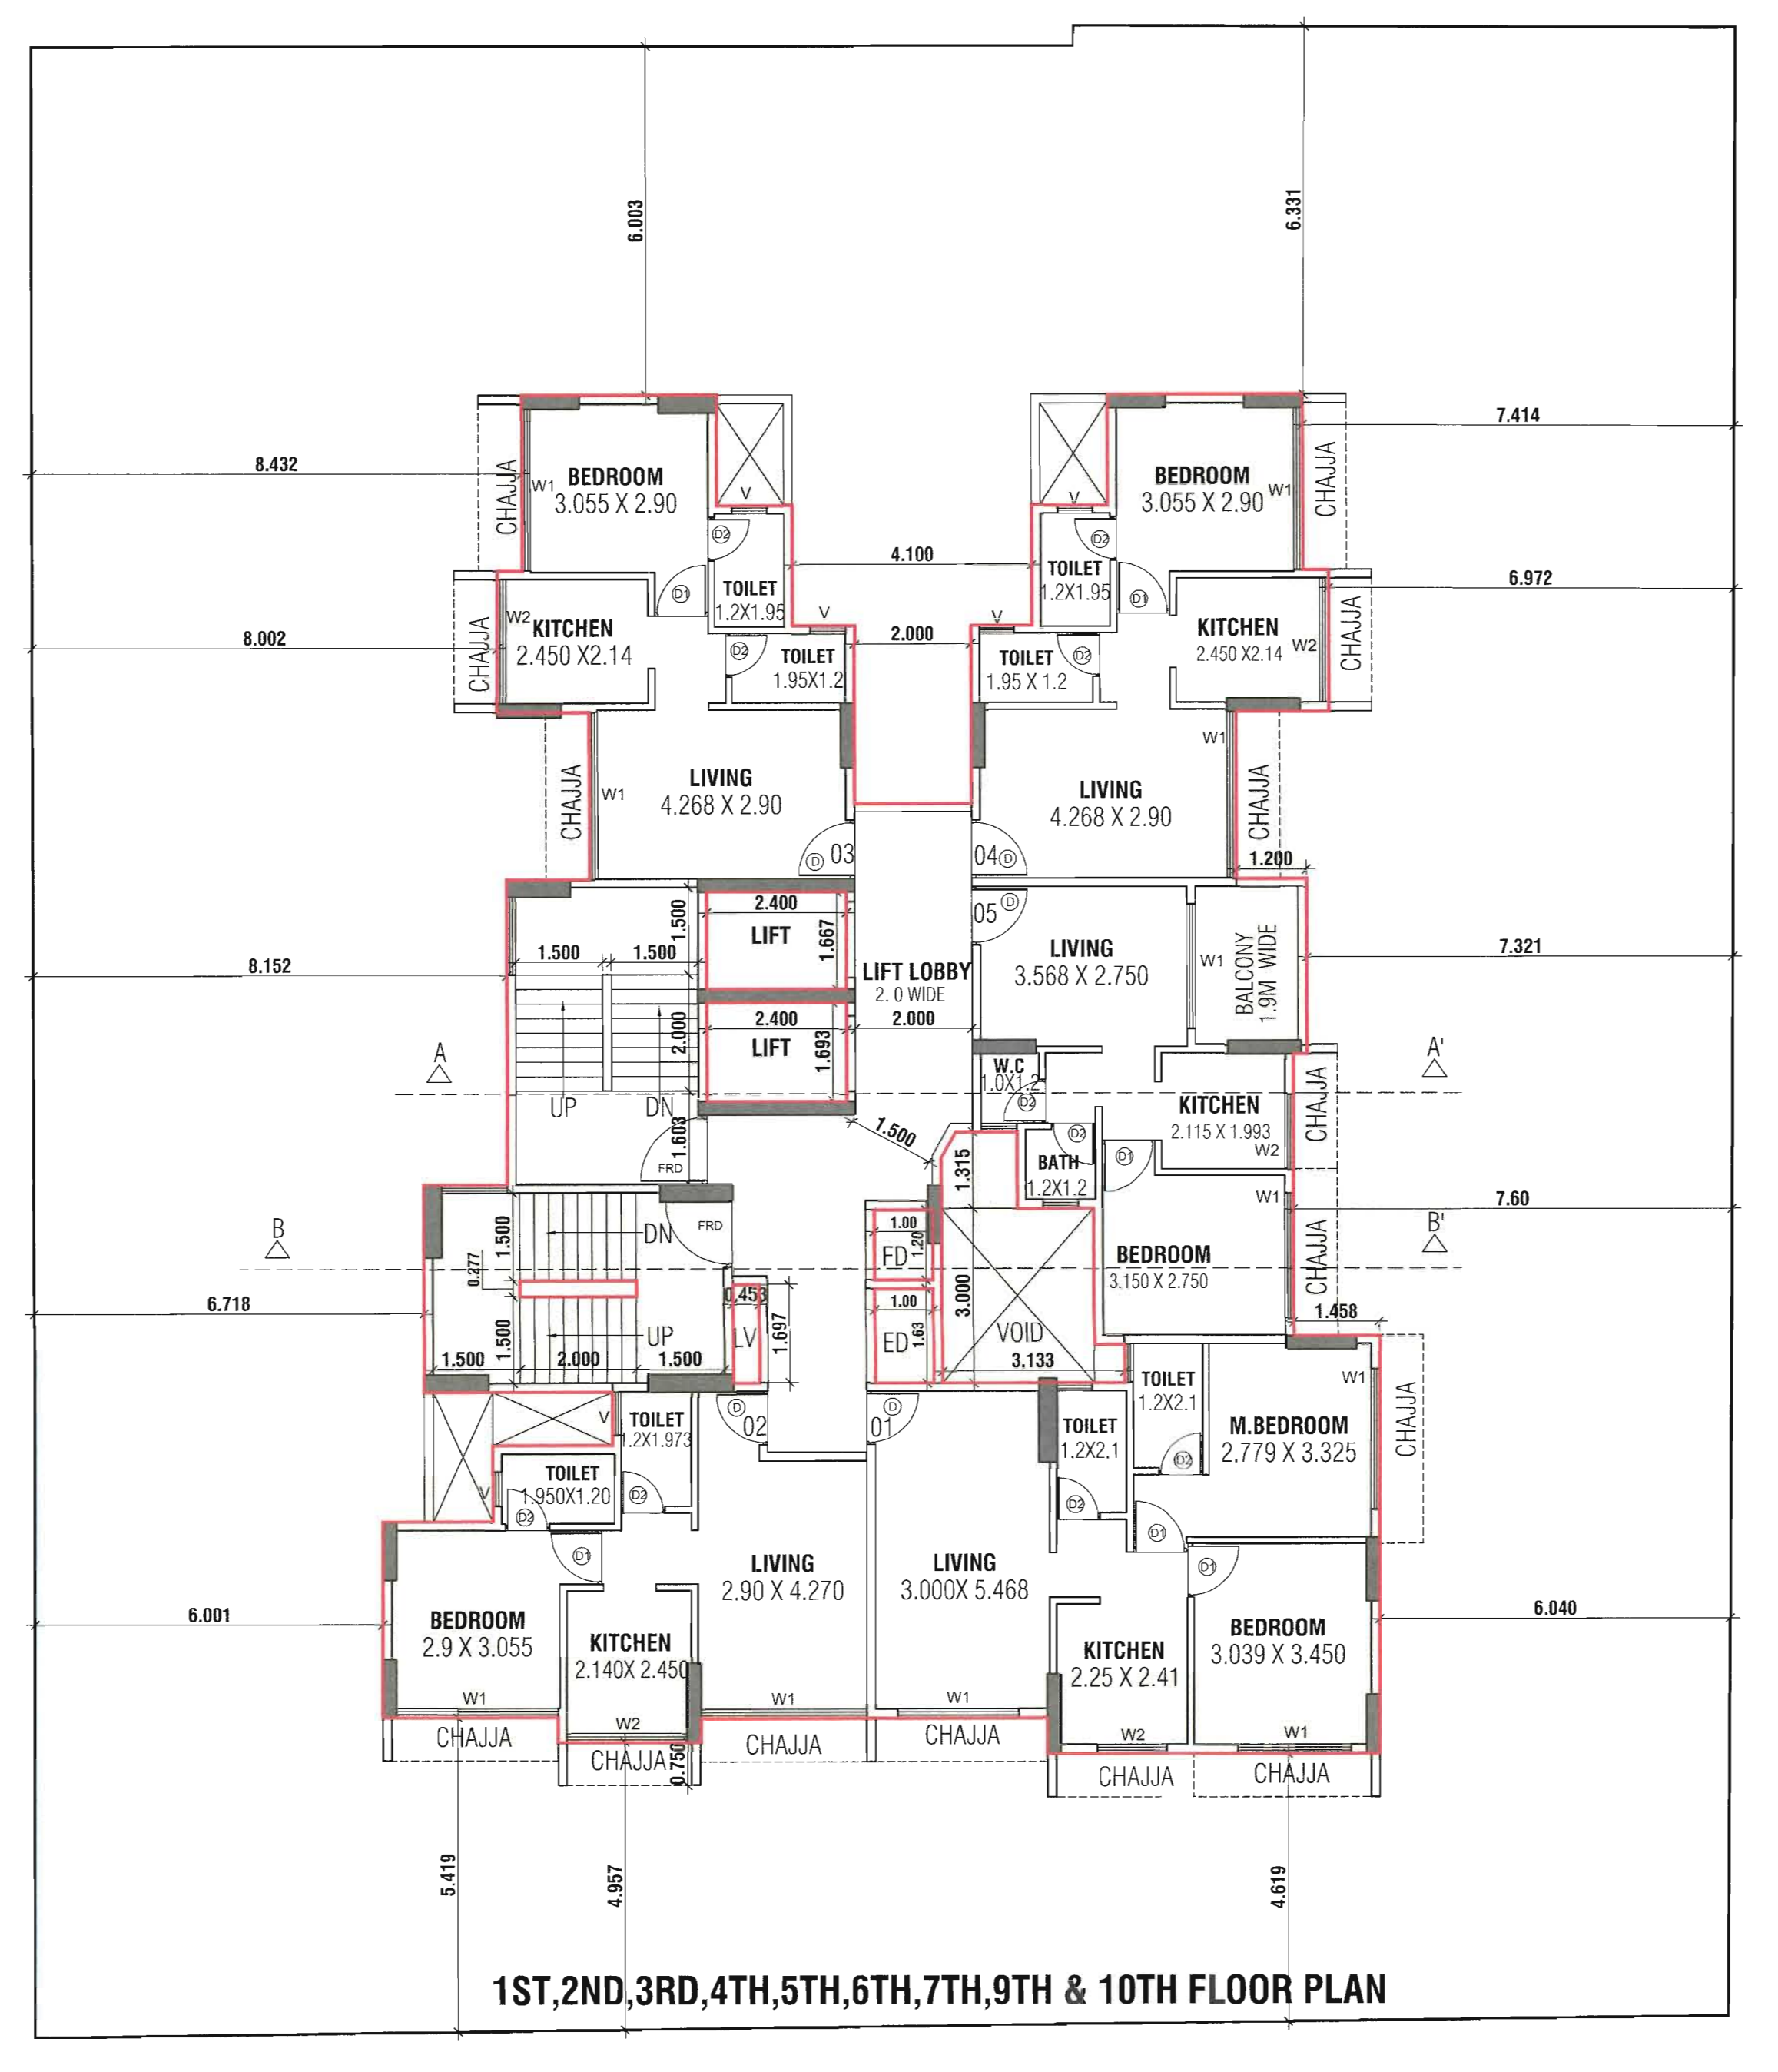 6.003
6.331
7.414
8.432
CHAJJA
W1
BEDROOM
3.055 X 2.90
V
D2
TOILET
1.2X1.95
D1
4.100
V
BEDROOM
3.055 X 2.90
W1
CHAJJA
D2
TOILET
1.2X1.95
D1
6.972
8.002
CHAJJA
W2
KITCHEN
2.450 X2.14
V
D2
TOILET
1.95X1.2
2.000
V
TOILET
1.95 X 1.2
D2
KITCHEN
2.450 X2.14
W2
CHAJJA
CHAJJA
W1
LIVING
4.268 X 2.90
D
03
LIVING
4.268 X 2.90
W1
CHAJJA
04
D
1.200
8.152
1.500
1.500
1.500
2.400
LIFT
1.667
2.000
2.400
LIFT
1.693
LIFT LOBBY
2. 0 WIDE
2.000
05
D
LIVING
3.568 X 2.750
W1
BALCONY
1.9M WIDE
7.321
A
A'
UP
DN
1.603
FRD
1.500
W.C
1.0X1.2
D2
KITCHEN
2.115 X 1.993
W2
CHAJJA
D2
BATH
1.2X1.2
D1
1.315
W1
7.60
B
B'
1.500
0.277
DN
FRD
1.00
FD
1.20
BEDROOM
3.150 X 2.750
CHAJJA
6.718
1.500
UP
1.500
2.000
1.500
0.453
LV
1.697
1.00
ED
1.63
3.000
VOID
3.133
1.458
V
TOILET
1.2X1.973
D
02
01
D
TOILET
1.2X2.1
TOILET
1.2X2.1
W1
M.BEDROOM
2.779 X 3.325
CHAJJA
V
TOILET
1.950X1.20
D2
D2
D2
D2
D1
D1
D1
6.001
BEDROOM
2.9 X 3.055
KITCHEN
2.140X 2.450
LIVING
2.90 X 4.270
LIVING
3.000X 5.468
KITCHEN
2.25 X 2.41
BEDROOM
3.039 X 3.450
6.040
W1
W2
W1
W1
W2
W1
CHAJJA
CHAJJA
0.750
CHAJJA
CHAJJA
CHAJJA
CHAJJA
5.419
4.957
4.619
1ST,2ND,3RD,4TH,5TH,6TH,7TH,9TH & 10TH FLOOR PLAN